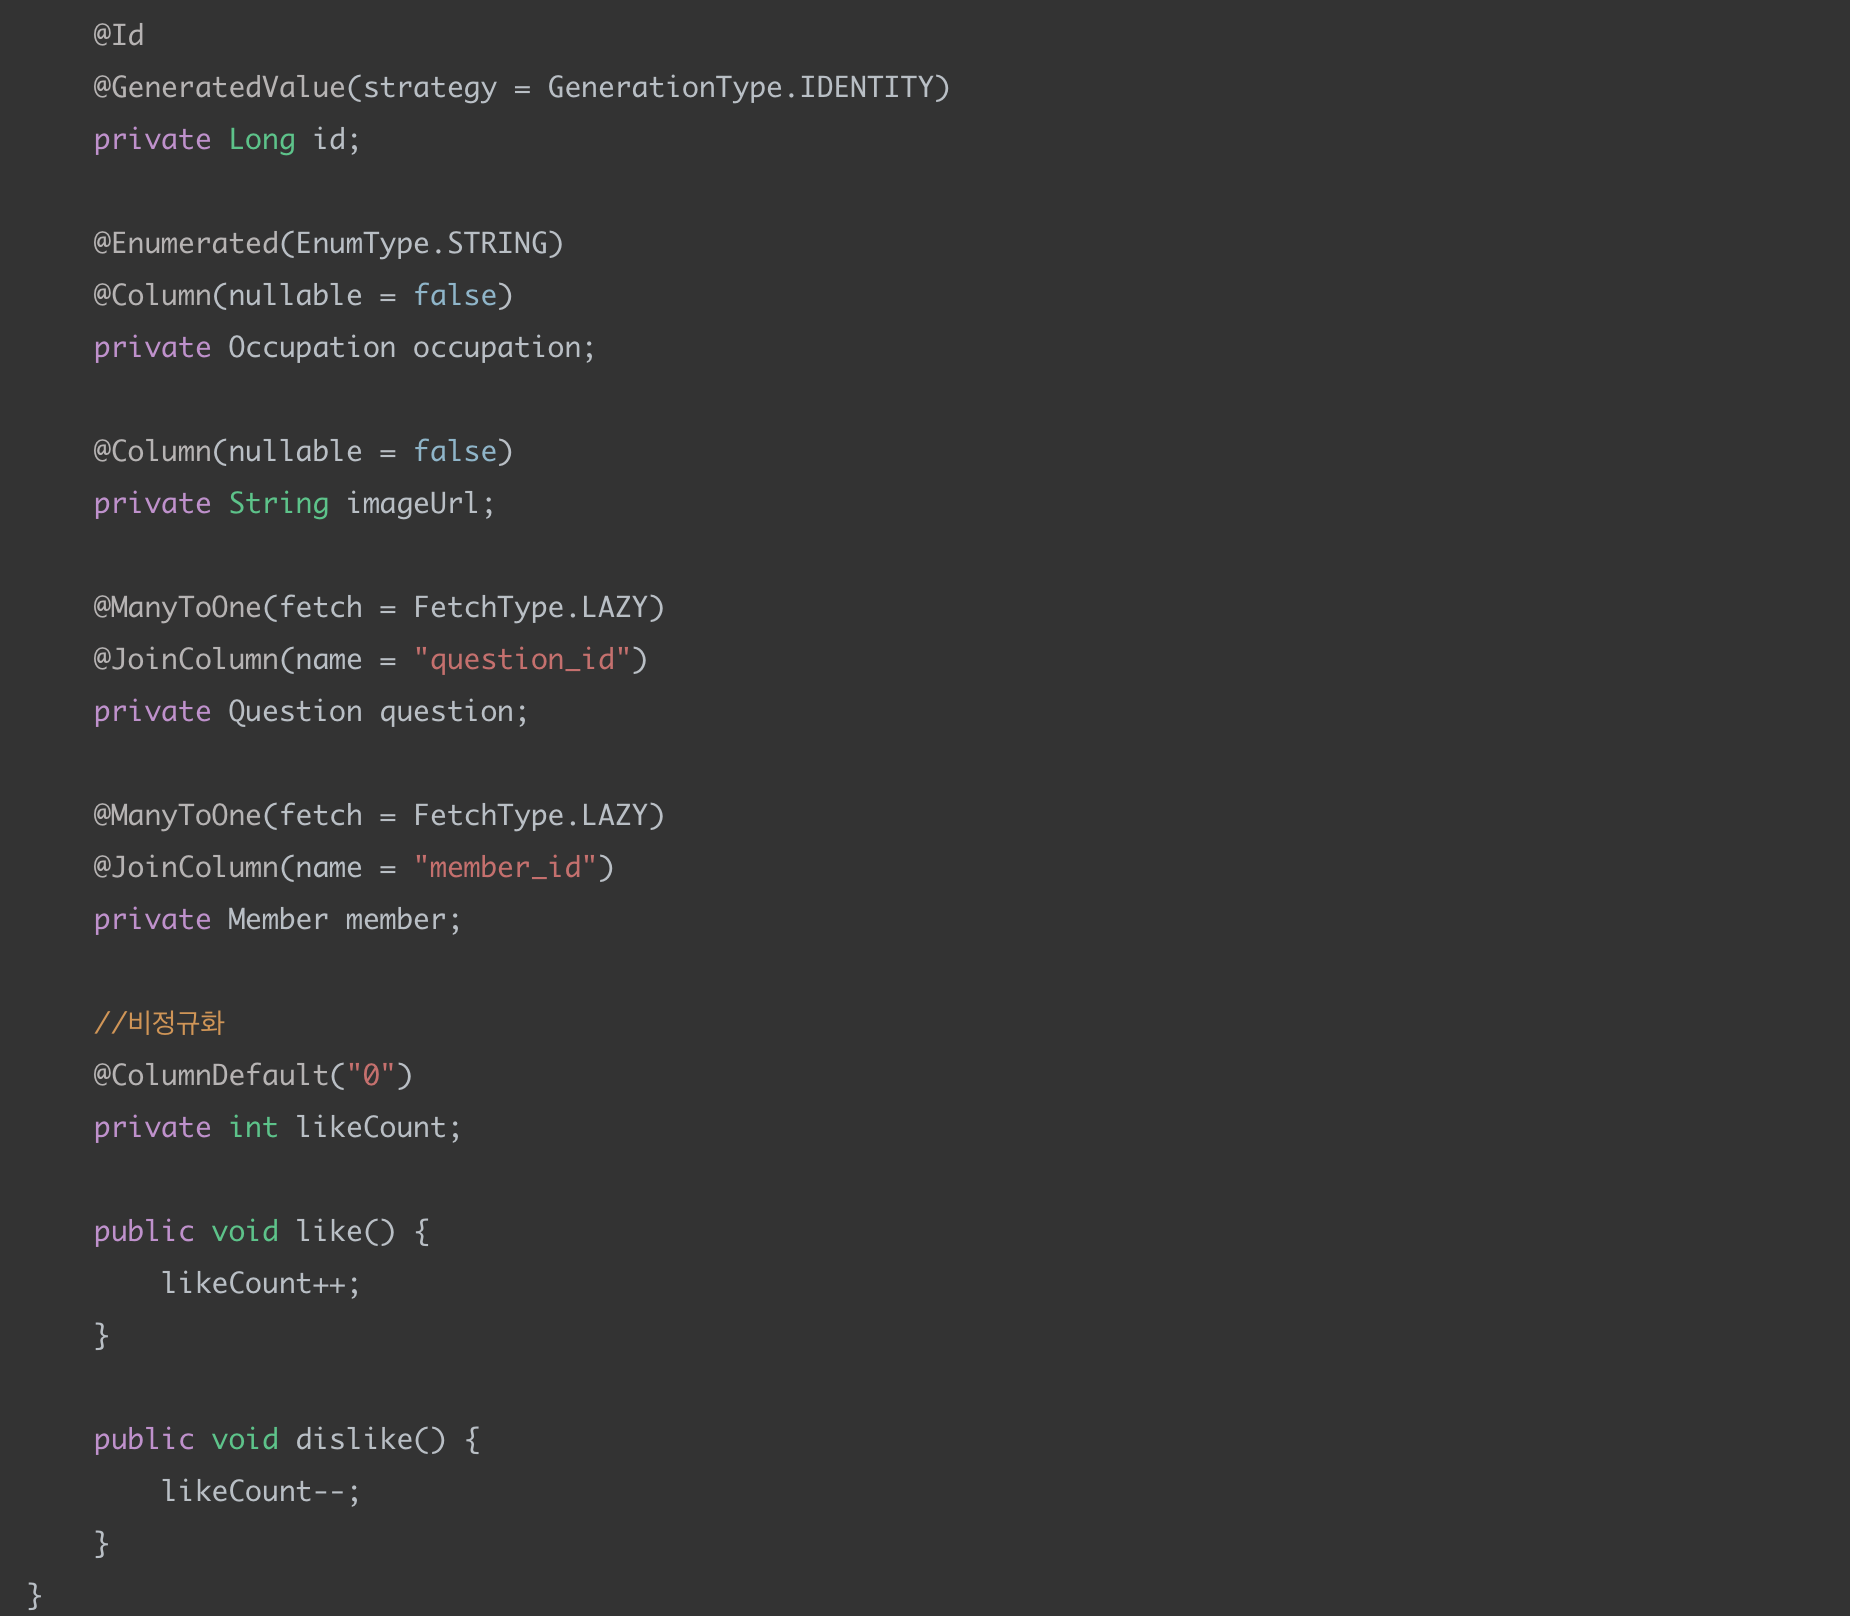 @Id
@GeneratedValue(strategy = GenerationType.IDENTITY)
private Long id;
@Enumerated(EnumType.STRING)
@Column(nullable = false)
private Occupation occupation;
@Column(nullable = false)
private String imageUrl;
@ManyToOne(fetch = FetchType.LAZY)
@JoinColumn(name = "question_id")
private Question question;
@ManyToOne(fetch = FetchType.LAZY)
@JoinColumn(name = "member_id")
private Member member;
//비정규화
@ColumnDefault("0")
private int likeCount;
public void like() {
likeCount++;
}
public void dislike() {
likeCount--;
}
}